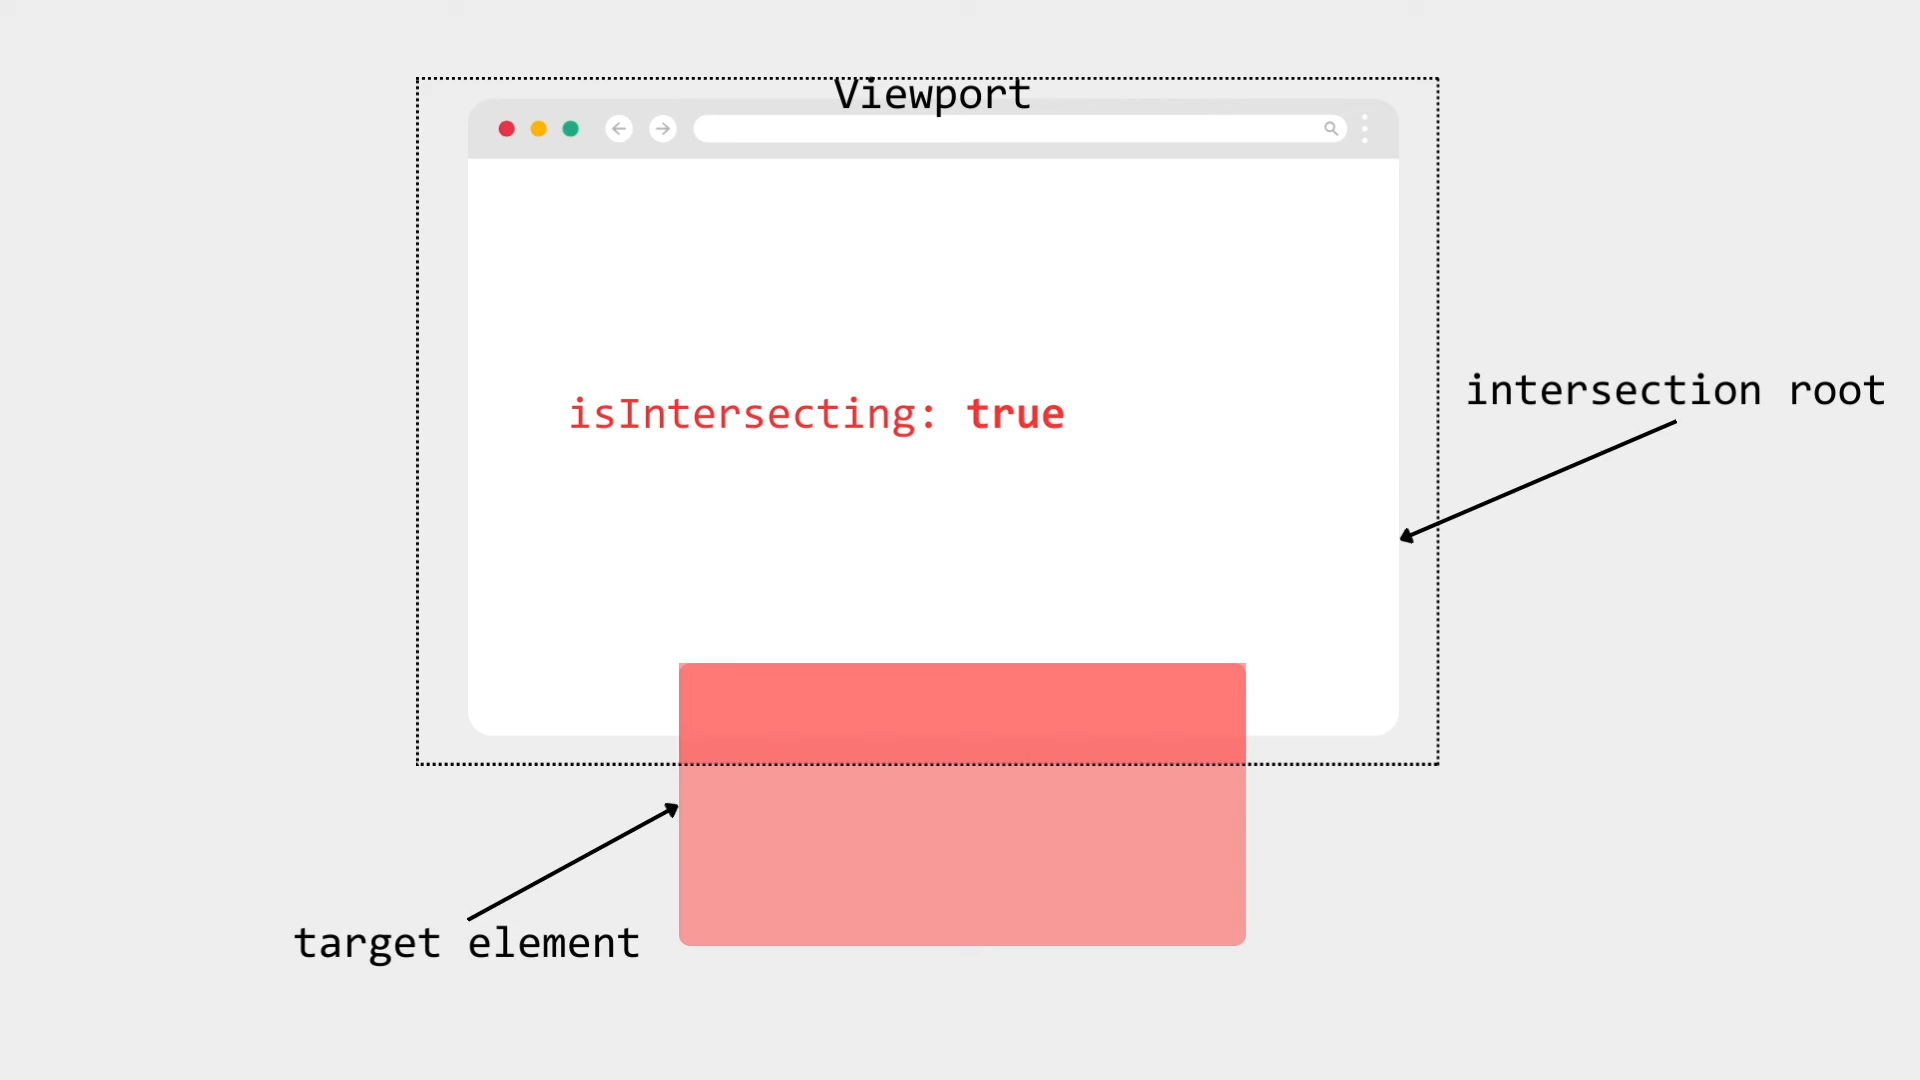 Viewport
isIntersecting: true
intersection root
target element